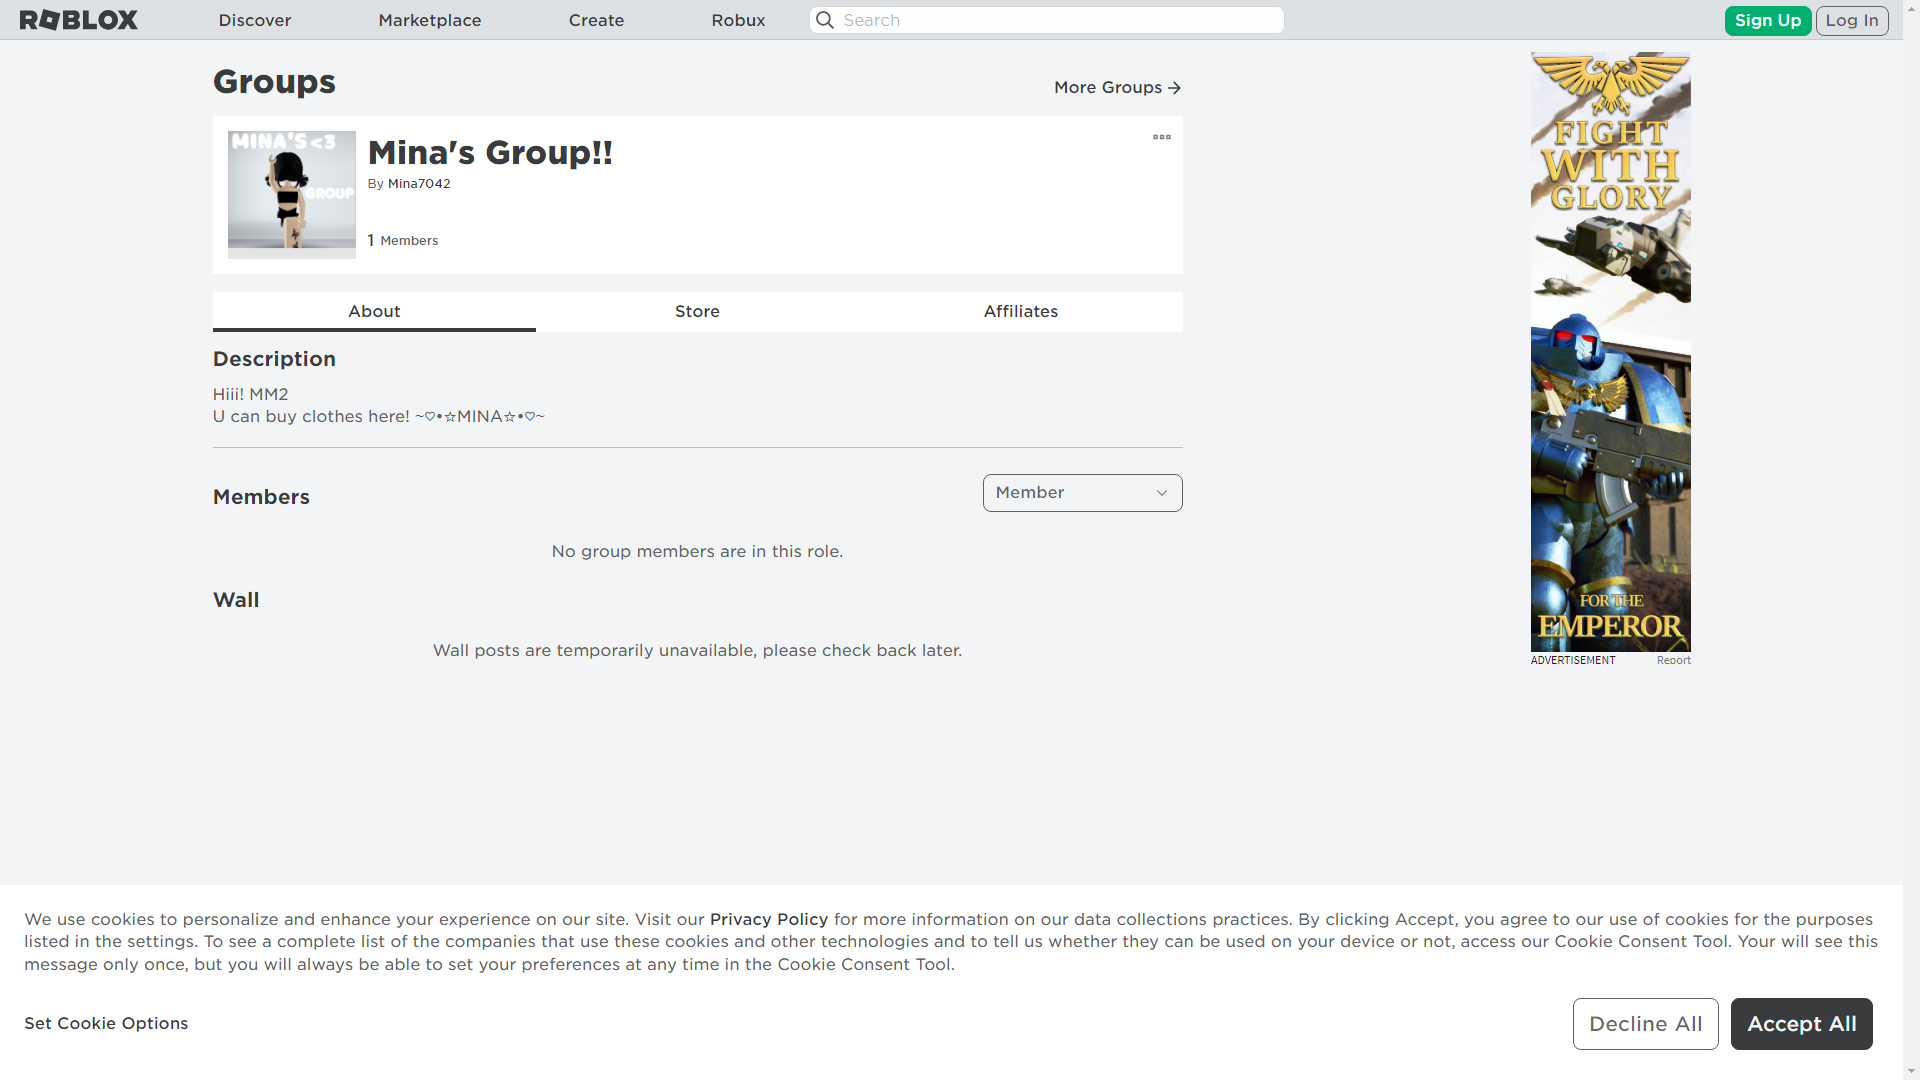 ROBLOX
Discover
Marketplace
Create
Robux
Search
Sign Up
Log In
Groups
More Groups
MINA'S <3
GROUP
Mina's Group!!
By Mina7042
1 Members
About
Store
Affiliates
Description
Hiii! MM2
U can buy clothes here! ~♡•☆MINA☆•♡~
Members
Member
No group members are in this role.
Wall
Wall posts are temporarily unavailable, please check back later.
FIGHT
WITH
GLORY
FOR THE
EMPEROR
ADVERTISEMENT
Report
We use cookies to personalize and enhance your experience on our site. Visit our Privacy Policy for more information on our data collections practices. By clicking Accept, you agree to our use of cookies for the purposes
listed in the settings. To see a complete list of the companies that use these cookies and other technologies and to tell us whether they can be used on your device or not, access our Cookie Consent Tool. Your will see this
message only once, but you will always be able to set your preferences at any time in the Cookie Consent Tool.
Set Cookie Options
Decline All
Accept All